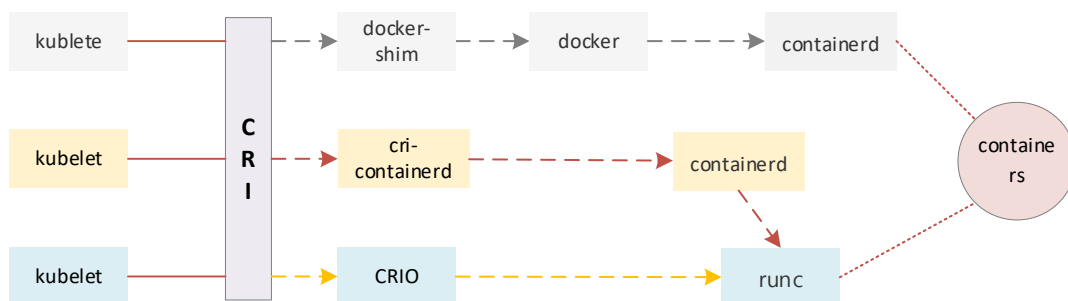 kublete
docker-
shim
docker
containerd
C
R
I
kubelet
cri-
containerd
containerd
containe
rs
kubelet
CRIO
runc